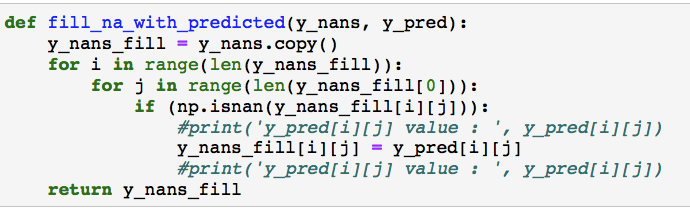 def fill_na_with_predicted(y_nans, y_pred):
    y_nans_fill = y_nans.copy()
    for i in range(len(y_nans_fill)):
        for j in range(len(y_nans_fill[0])):
            if (np.isnan(y_nans_fill[i][j])):
                #print('y_pred[i][j] value : ', y_pred[i][j])
                y_nans_fill[i][j] = y_pred[i][j]
                #print('y_pred[i][j] value : ', y_pred[i][j])
    return y_nans_fill